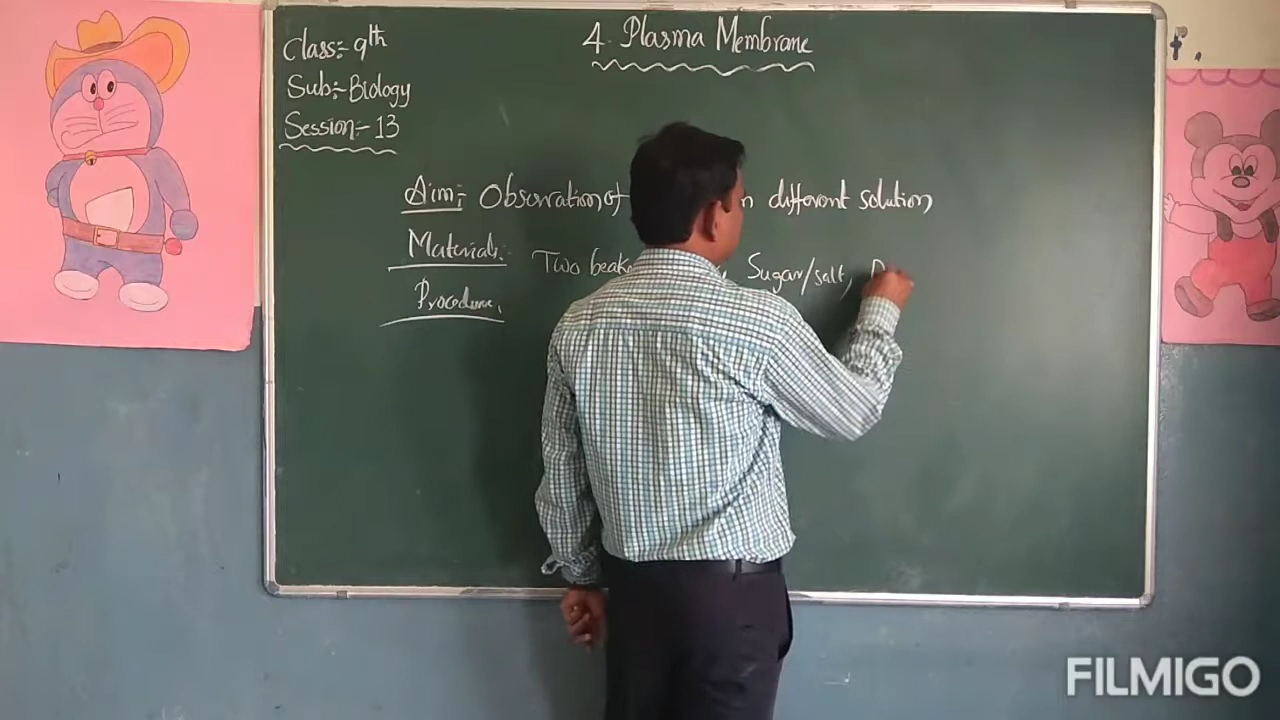 4. Plasma Membrane
Class:- 9th
Sub:- Biology
Session:- 13
Aim:- Observation of different solution
Materials:- Two Sugar/salt,
Procedure,
FILMIGO